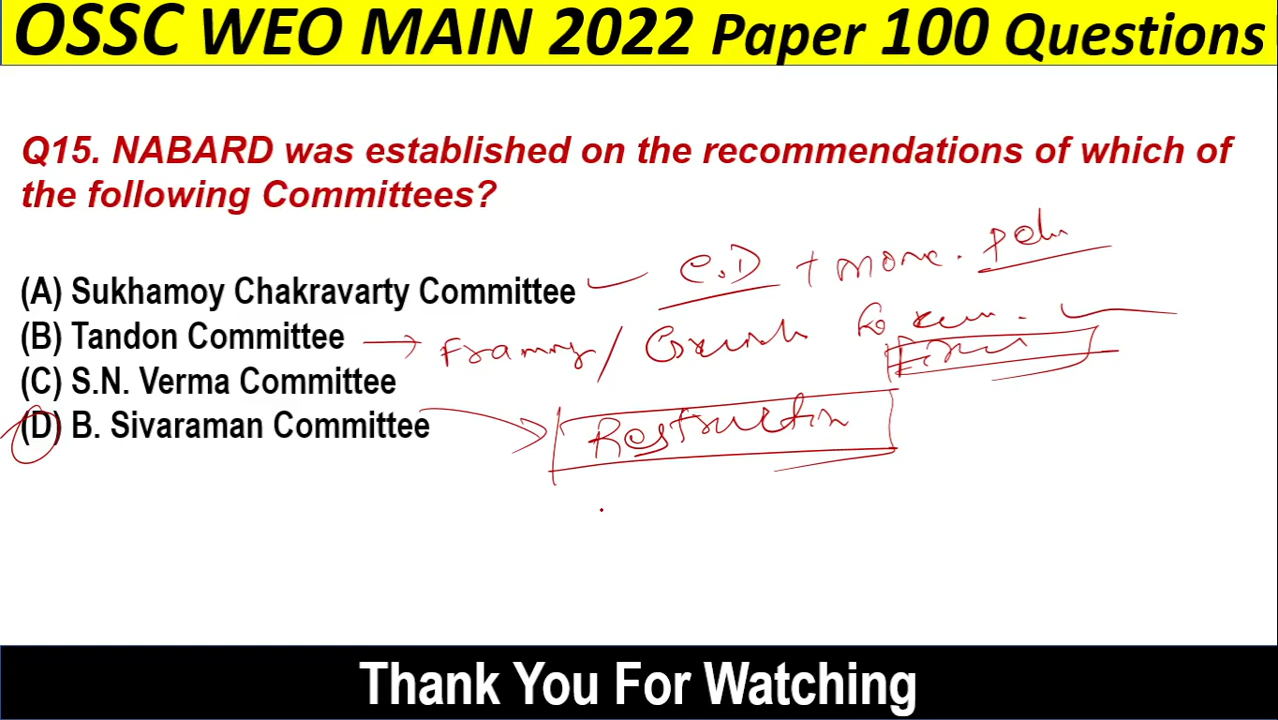 OSSC WEO MAIN 2022 Paper 100 Questions
Q15. NABARD was established on the recommendations of which of
the following Committees?
(A) Sukhamoy Chakravarty Committee
C.D + mone.
(B) Tandon Committee
(C) S.N. Verma Committee
(D) B. Sivaraman Committee
Thank You For Watching